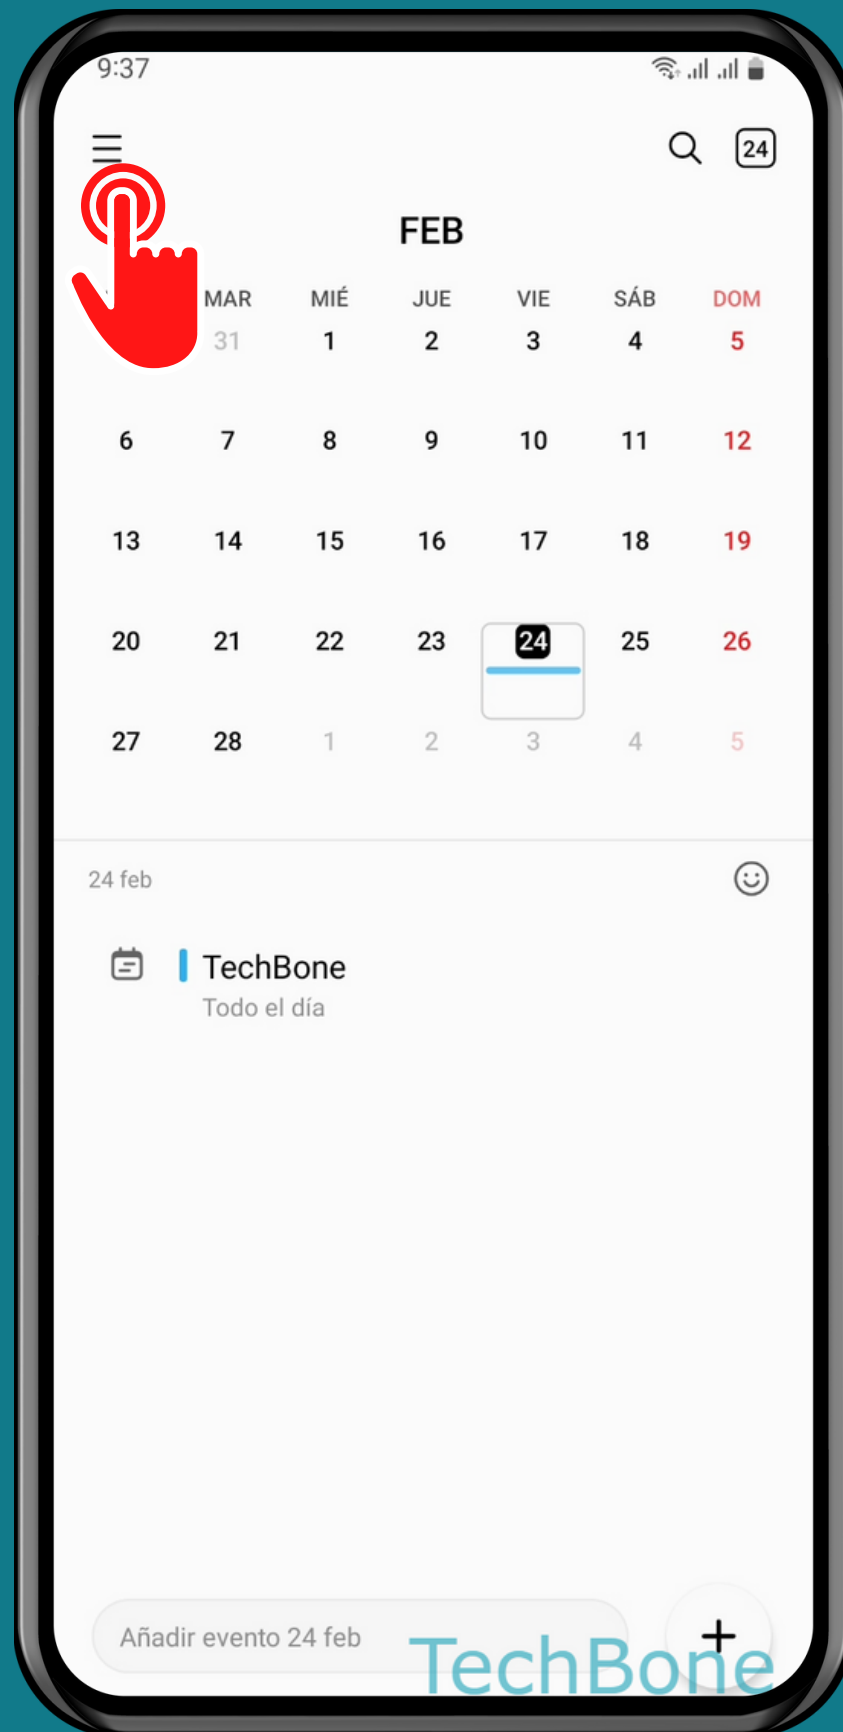 9:37
24
FEB
MAR MIÉ JUE VIE SÁB DOM
31 1 2 3 4 5
6 7 8 9 10 11 12
13 14 15 16 17 18 19
20 21 22 23 24 25 26
27 28 1 2 3 4 5
24 feb
TechBone
Todo el día
Añadir evento 24 feb
TechBone